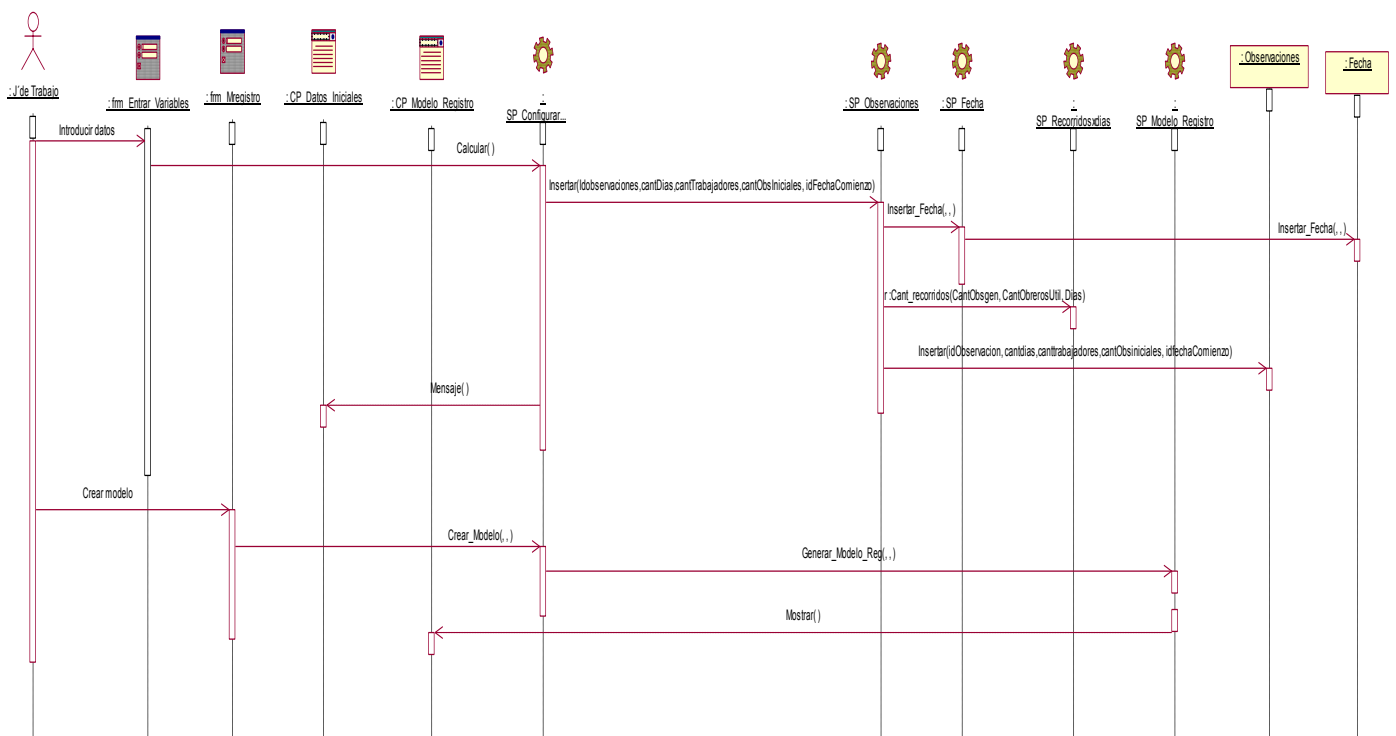 : J'de Trabajo
: frm_Entrar_Variables
: frm_Mregistro
: CP_Datos_Iniciales
: CP_Modelo_Registro
:
SP_Configurar...
: SP_Observaciones
: SP_Fecha
:
SP_Recorridosxdias
:
SP_Modelo_Registro
: Observaciones
: Fecha
Introducir datos
Calcular( )
Insertar(Idobservaciones,cantDias,cantTrabajadores,cantObsIniciales, idFechaComienzo)
Insertar_Fecha(, , )
Insertar_Fecha(, , )
r :Cant_recorridos(CantObsgen, CantObrerosUtil, Dias)
Insertar(idObservacion, cantdias,canttrabajadores,cantObsiniciales, idfechaComienzo)
Mensaje( )
Crear modelo
Crear_Modelo(, , )
Generar_Modelo_Reg(, , )
Mostrar( )